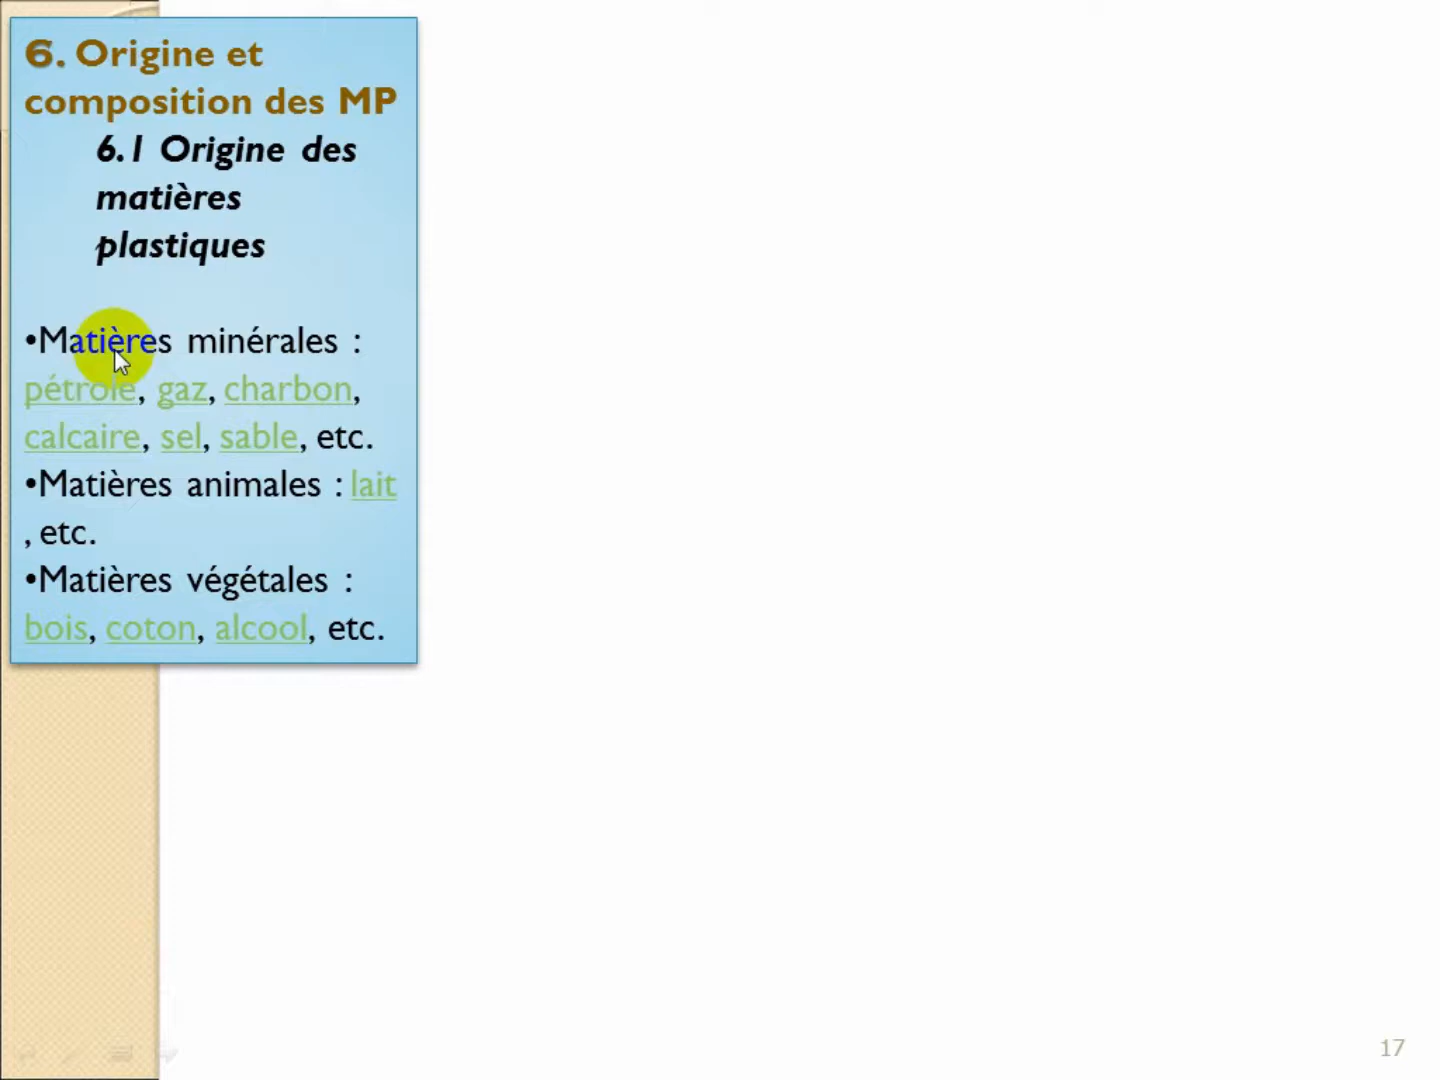 6. Origine et
composition des MP
6.1 Origine des
matières
plastiques
•Matières minérales :
pétrole, gaz, charbon,
calcaire, sel, sable, etc.
•Matières animales : lait
, etc.
•Matières végétales :
bois, coton, alcool, etc.
17